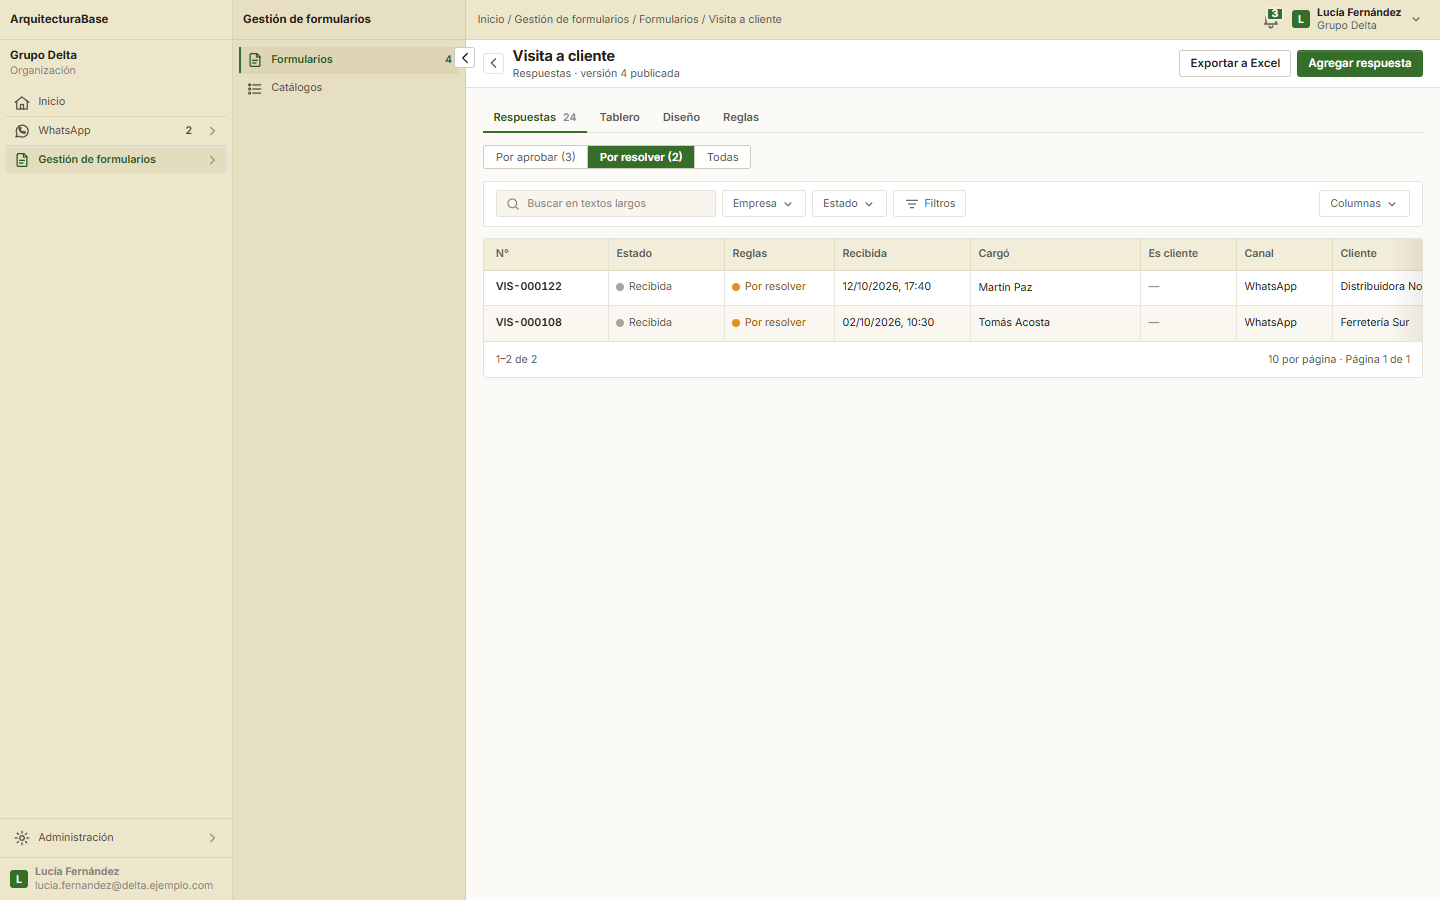 ArquitecturaBase
Grupo Delta
Organización
Inicio
WhatsApp 2
Gestión de formularios
Administración
L Lucía Fernández
lucia.fernandez@delta.ejemplo.com
Gestión de formularios
Formularios 4
Catálogos
Inicio / Gestión de formularios / Formularios / Visita a cliente
3 L Lucía Fernández
Grupo Delta
Visita a cliente
Respuestas · versión 4 publicada
Exportar a Excel Agregar respuesta
Respuestas 24 Tablero Diseño Reglas
Por aprobar (3) Por resolver (2) Todas
Buscar en textos largos Empresa Estado Filtros Columnas
N° Estado Reglas Recibida Cargó Es cliente Canal Cliente
VIS-000122 Recibida Por resolver 12/10/2026, 17:40 Martín Paz — WhatsApp Distribuidora No
VIS-000108 Recibida Por resolver 02/10/2026, 10:30 Tomás Acosta — WhatsApp Ferretería Sur
1–2 de 2 10 por página · Página 1 de 1